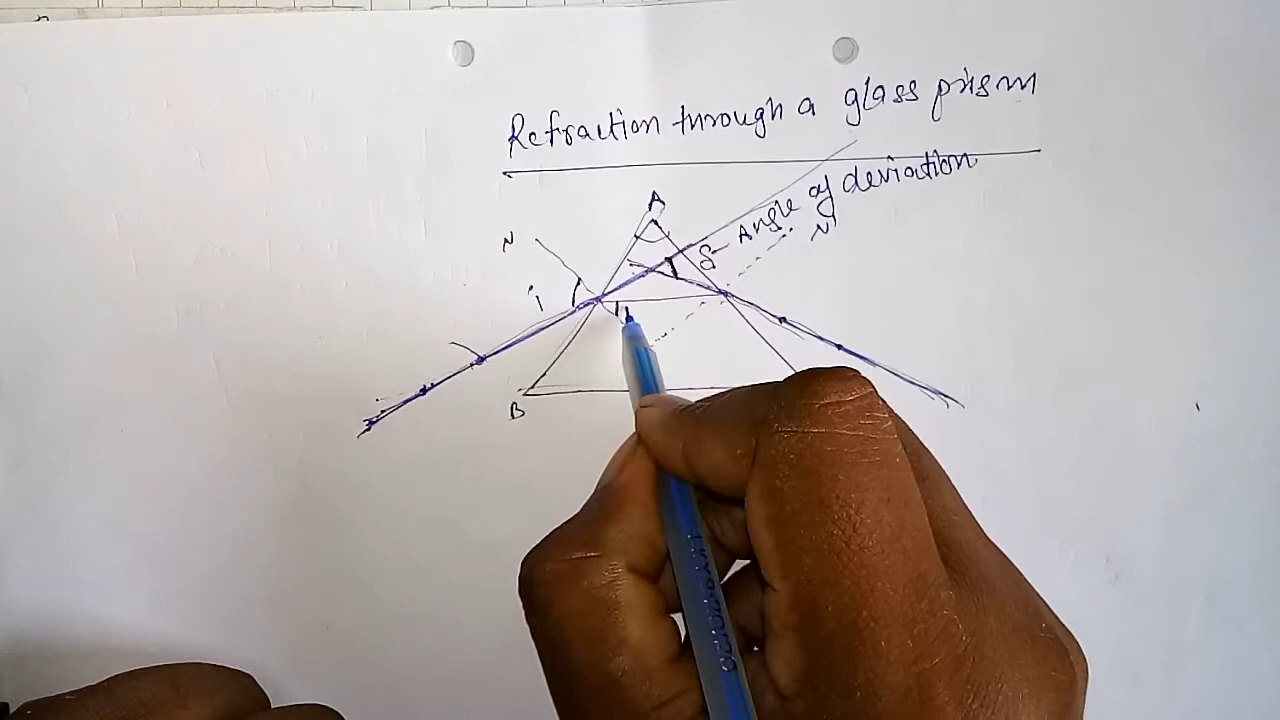 Refraction through a glass prism
A
N
i
δ
Angle of deviation
N'
B